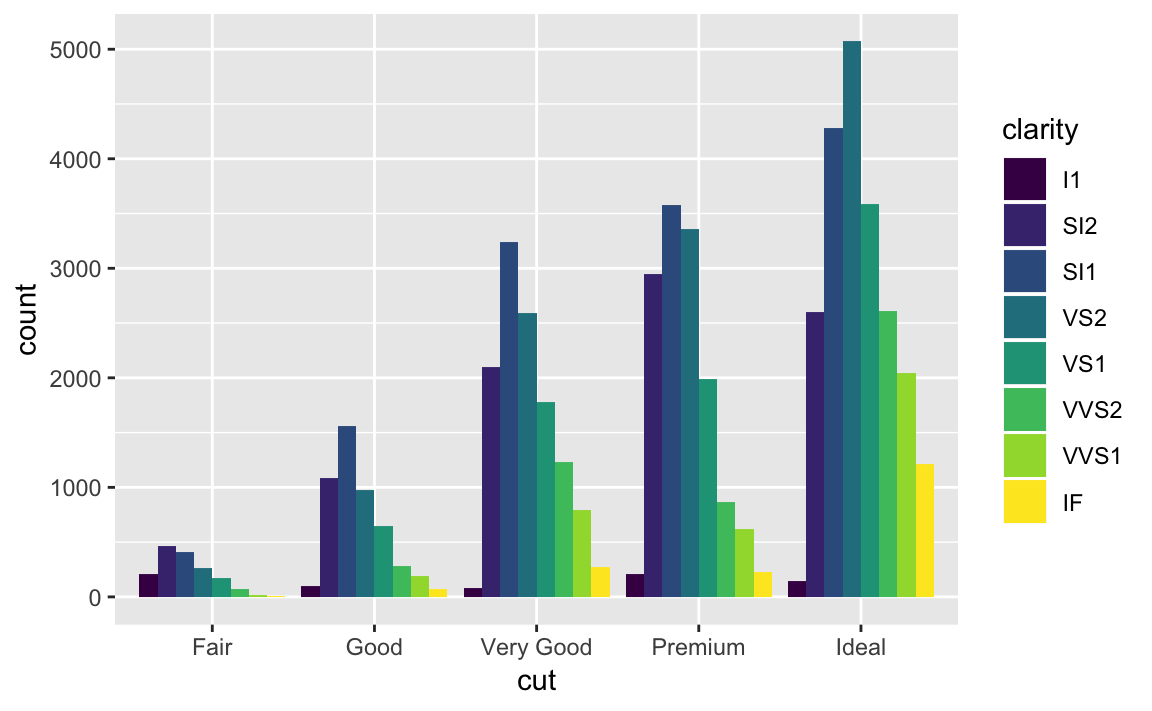 5000
4000
3000
2000
1000
0
count
Fair Good Very Good Premium Ideal
cut
clarity
I1
SI2
SI1
VS2
VS1
VVS2
VVS1
IF